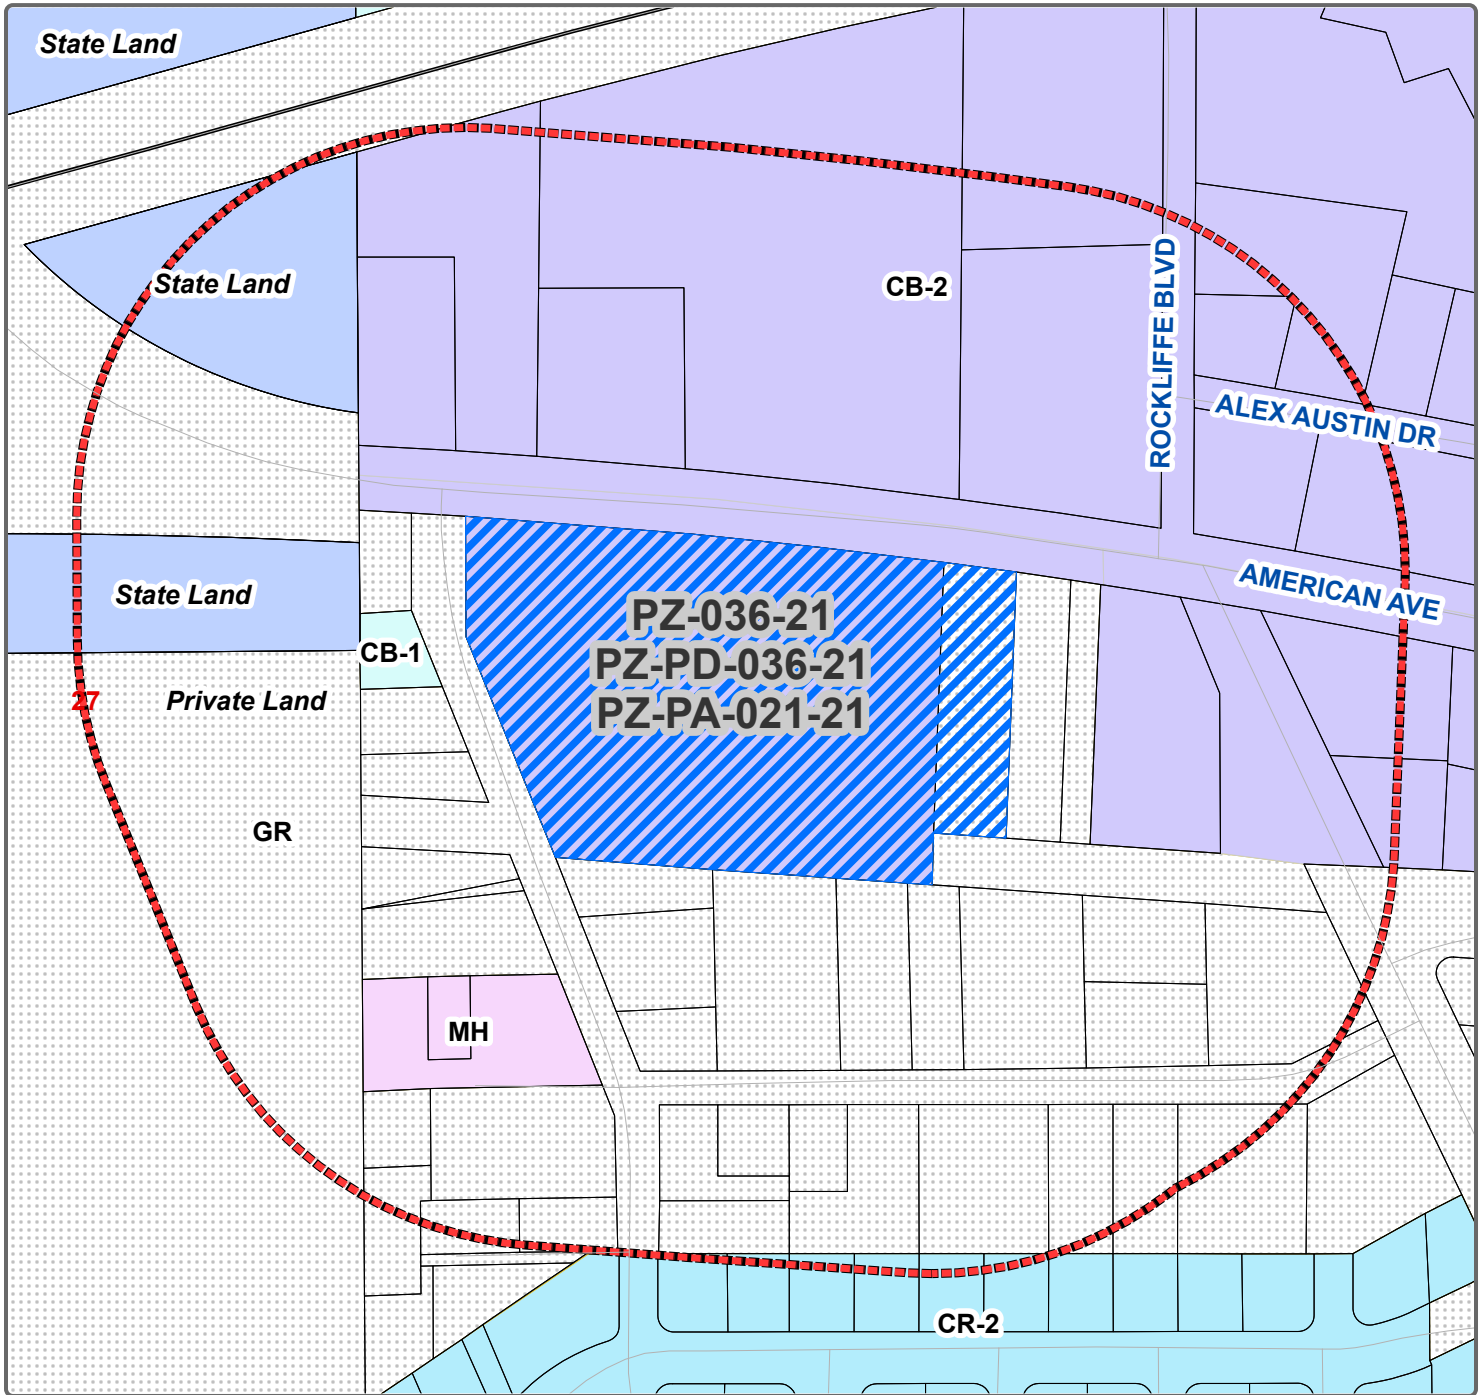 State Land
State Land
CB-2
ROCKLIFFE BLVD
ALEX AUSTIN DR
AMERICAN AVE
State Land
PZ-036-21
PZ-PD-036-21
PZ-PA-021-21
CB-1
27
Private Land
GR
MH
CR-2